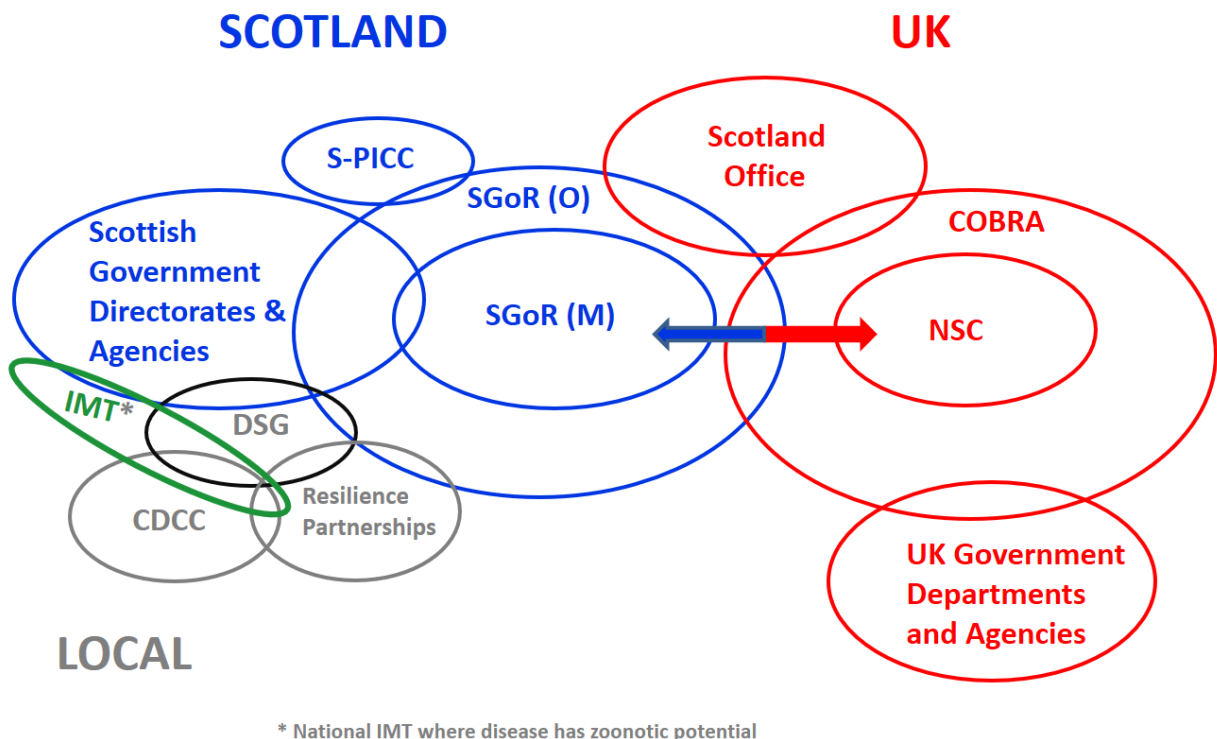 SCOTLAND
UK
S-PICC
Scotland
Office
SGoR (O)
COBRA
Scottish
Government
Directorates &
Agencies
SGoR (M)
NSC
IMT*
DSG
CDCC
Resilience
Partnerships
UK Government
Departments
and Agencies
LOCAL
* National IMT where disease has zoonotic potential